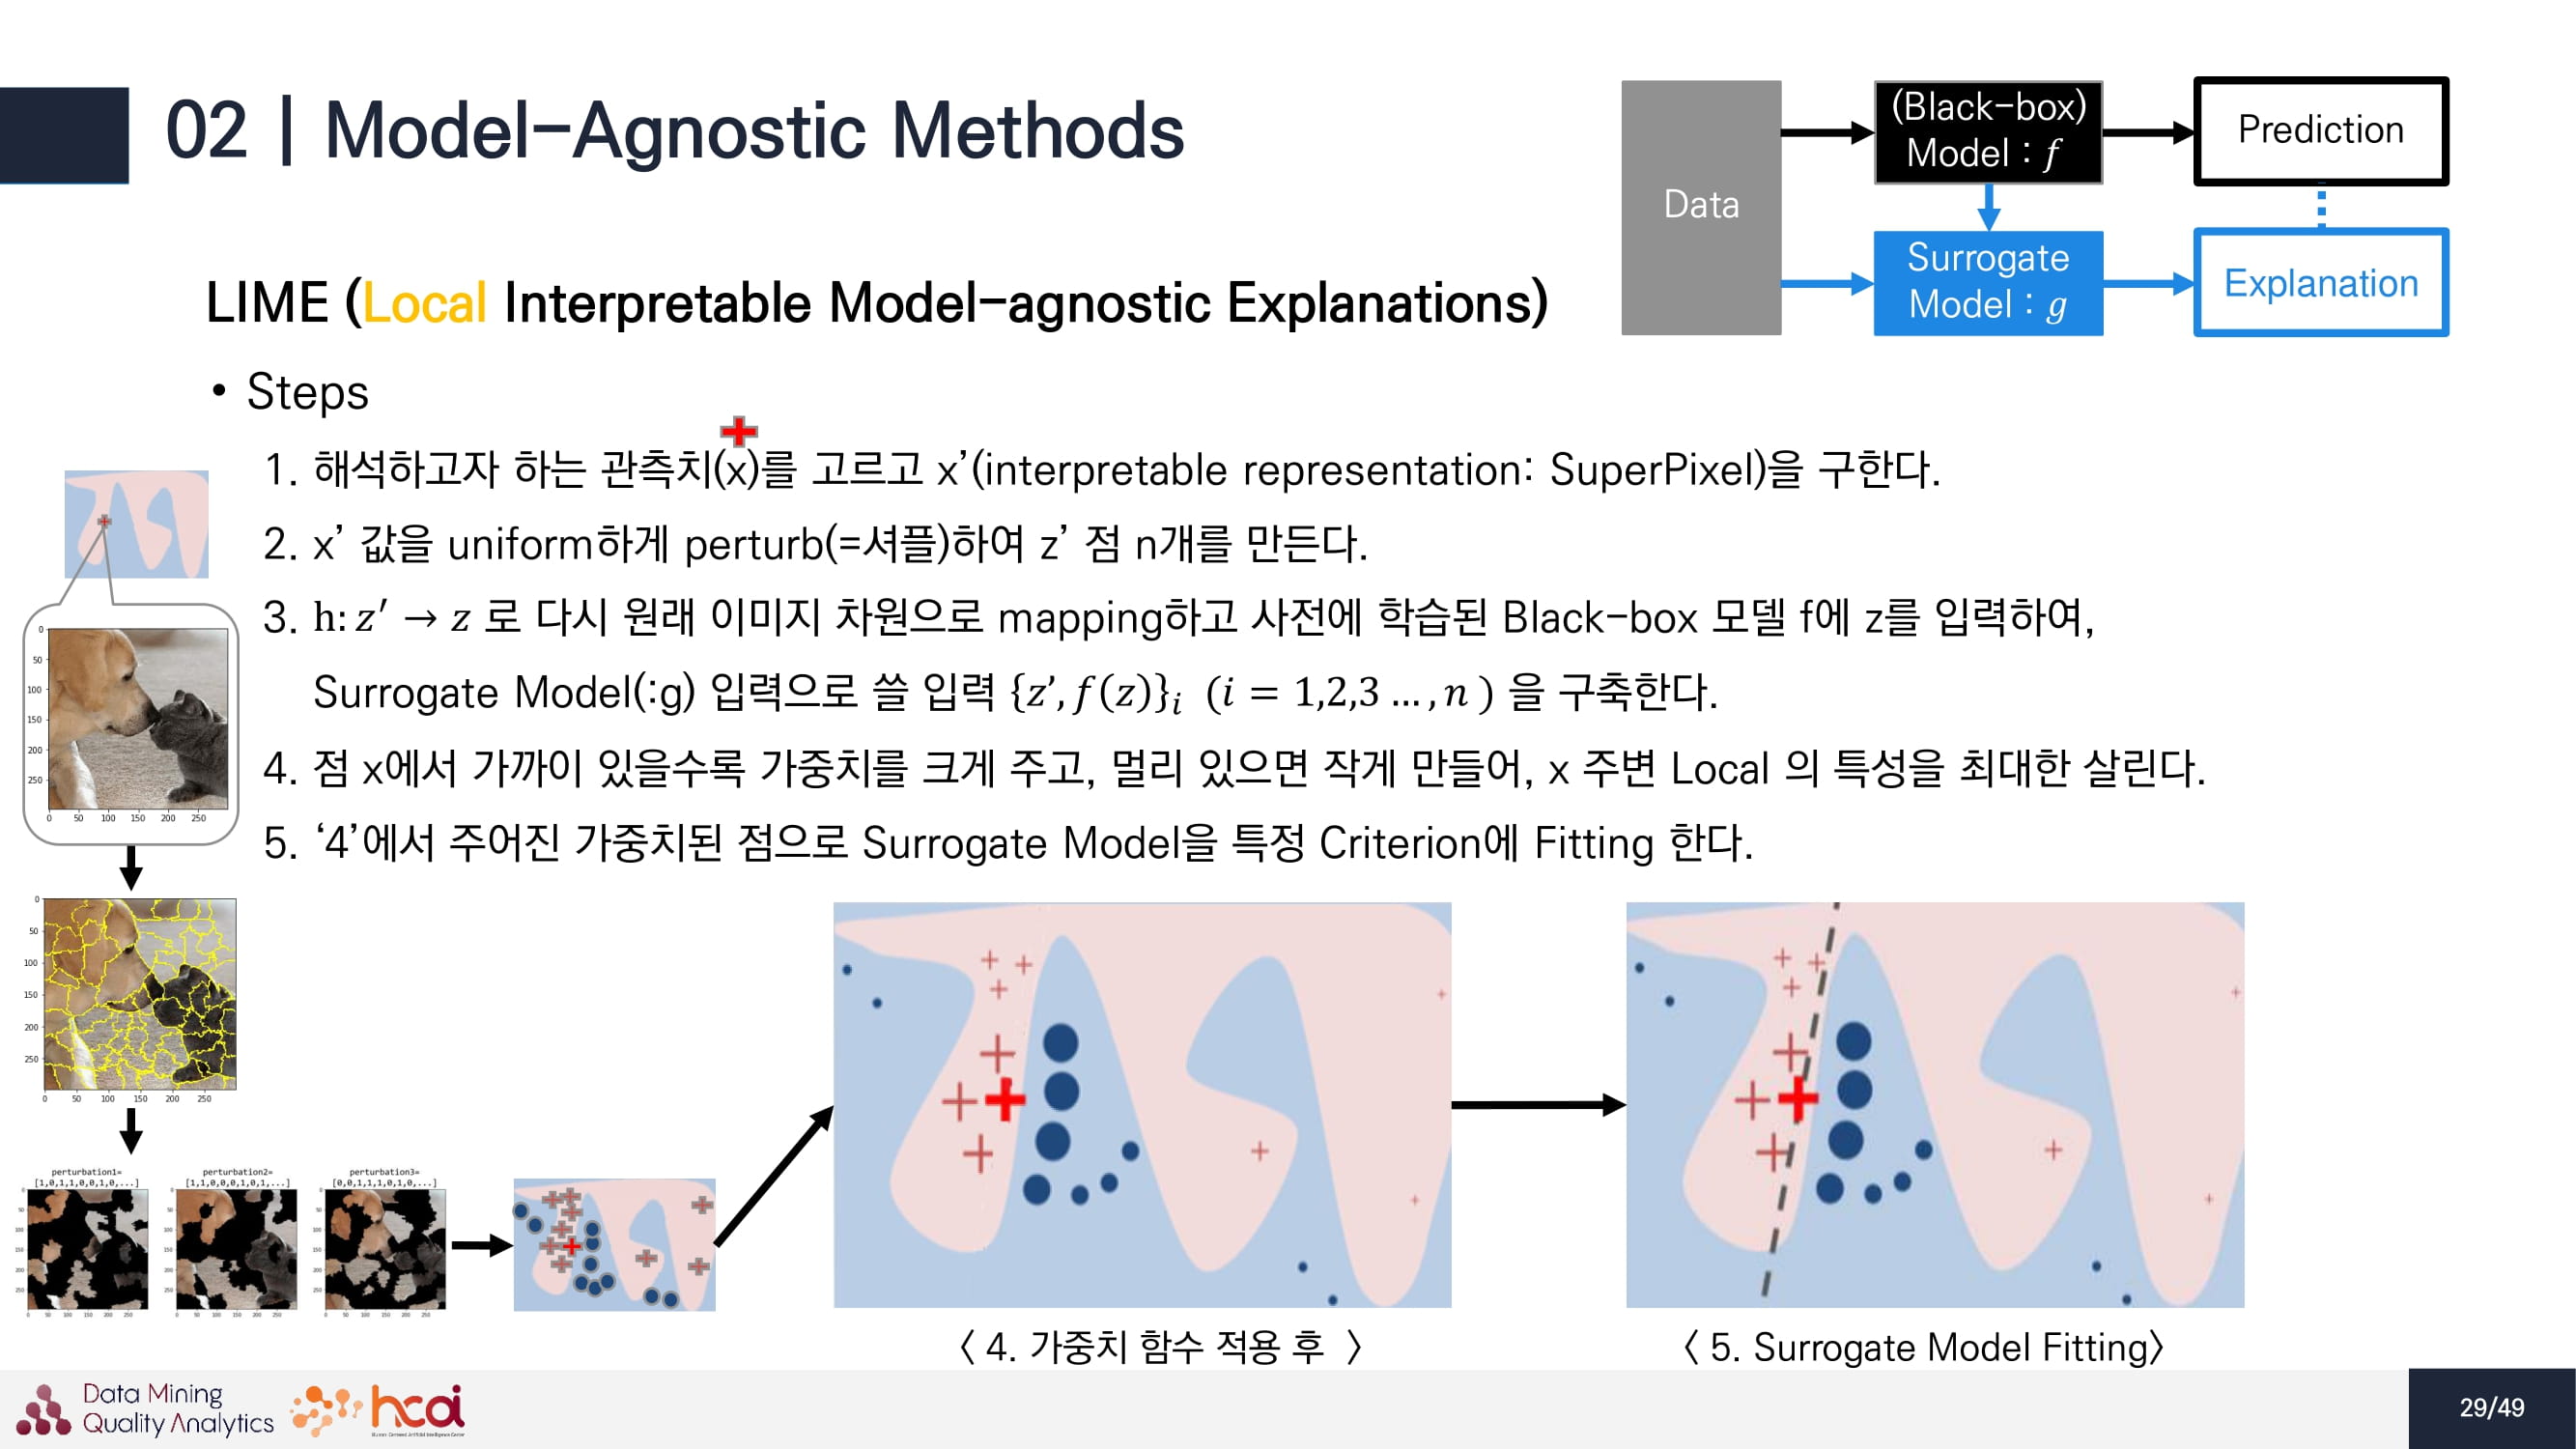 02 | Model-Agnostic Methods
Data
(Black-box)
Model : f
Prediction
Surrogate
Model : g
Explanation
LIME (Local Interpretable Model-agnostic Explanations)
• Steps
1. 해석하고자 하는 관측치(x)를 고르고 x'(interpretable representation: SuperPixel)을 구한다.
2. x' 값을 uniform하게 perturb(=셔플)하여 z' 점 n개를 만든다.
3. h: z′ → z 로 다시 원래 이미지 차원으로 mapping하고 사전에 학습된 Black-box 모델 f에 z를 입력하여,
Surrogate Model(:g) 입력으로 쓸 입력 {z', f(z)}ᵢ (i = 1,2,3 ..., n ) 을 구축한다.
4. 점 x에서 가까이 있을수록 가중치를 크게 주고, 멀리 있으면 작게 만들어, x 주변 Local 의 특성을 최대한 살린다.
5. '4'에서 주어진 가중치된 점으로 Surrogate Model을 특정 Criterion에 Fitting 한다.
0
50
100
150
200
250
0 50 100 150 200 250
0
50
100
150
200
250
0 50 100 150 200 250
perturbation1=
[1,0,1,1,0,0,1,0,...]
perturbation2=
[1,1,0,0,0,1,0,1,...]
perturbation3=
[0,0,1,1,1,0,1,0,...]
〈 4. 가중치 함수 적용 후 〉
〈 5. Surrogate Model Fitting〉
Data Mining
Quality Analytics
hcai
29/49